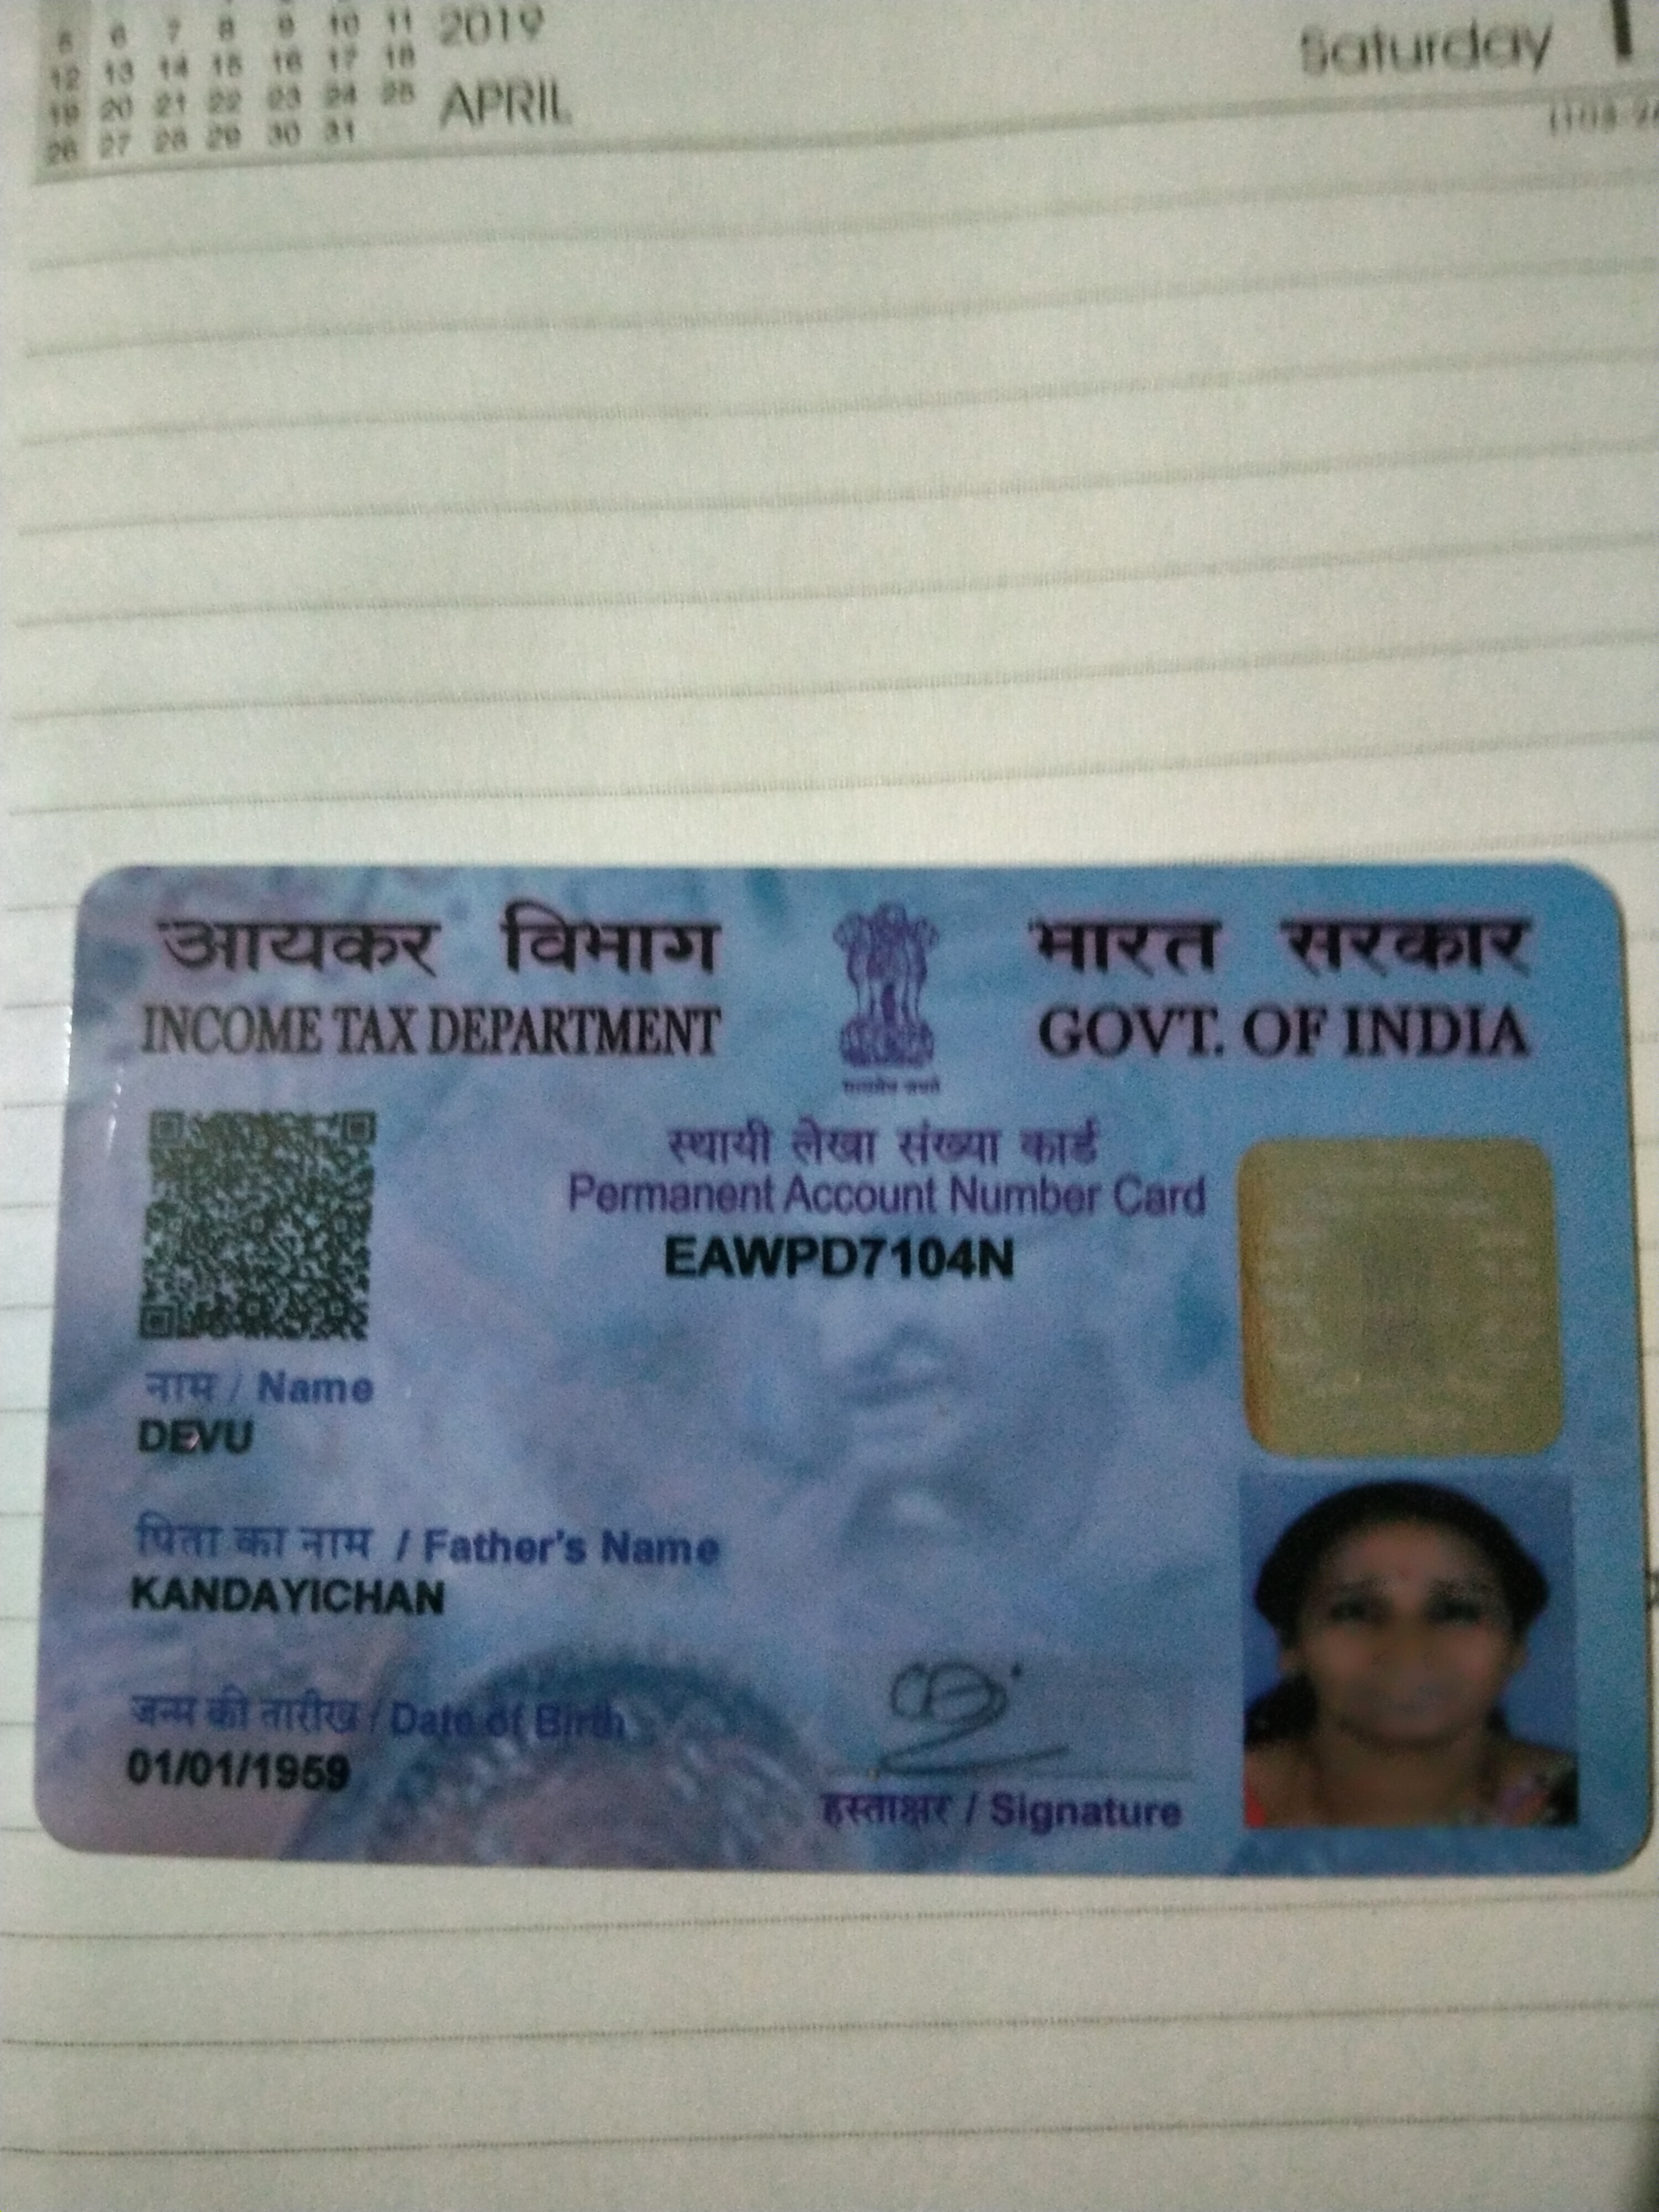 5 6 7 8 9 10 11 2019
12 13 14 15 16 17 18
19 20 21 22 23 24 25 APRIL
26 27 28 29 30 31
Saturday
आयकर विभाग
INCOME TAX DEPARTMENT
भारत सरकार
GOVT. OF INDIA
सत्यमेव जयते
स्थायी लेखा संख्या कार्ड
Permanent Account Number Card
EAWPD7104N
नाम / Name
DEVU
पिता का नाम / Father's Name
KANDAYICHAN
जन्म की तारीख / Date of Birth
01/01/1959
हस्ताक्षर / Signature